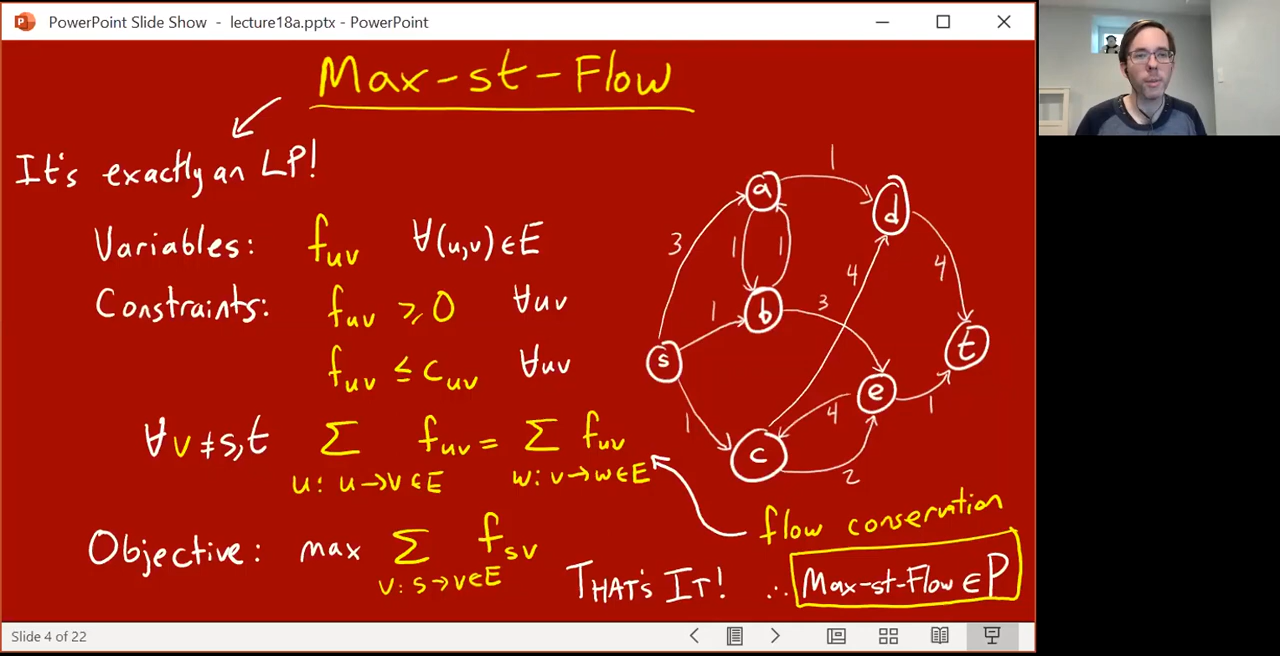 PowerPoint Slide Show - lecture18a.pptx - PowerPoint
Max-st-Flow
It's exactly an LP!
Variables: f_uv ∀(u,v)∈E
Constraints: f_uv ≥ 0 ∀uv
f_uv ≤ c_uv ∀uv
∀v≠s,t Σ f_uv = Σ f_uv
u: u→v∈E w: v→w∈E
flow conservation
Objective: max Σ f_sv
v: s→v∈E
THAT'S IT! ∴ Max-st-Flow ∈ P
1
a
d
3
1
1
4
4
1
b
3
s
t
e
1
4
1
c
2
Slide 4 of 22